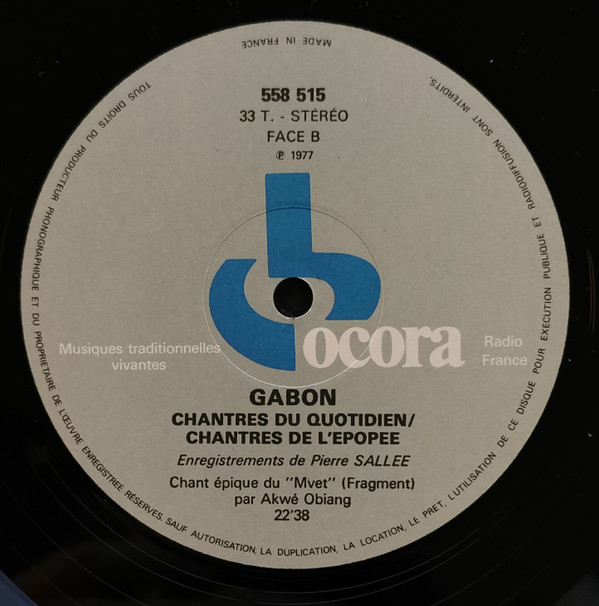 MADE IN FRANCE
558 515
33 T. - STÉRÉO
FACE B
℗ 1977
Musiques traditionnelles
vivantes
ocora
Radio
France
GABON
CHANTRES DU QUOTIDIEN/
CHANTRES DE L'EPOPEE
Enregistrements de Pierre SALLEE
Chant épique du "Mvet" (Fragment)
par Akwé Obiang
22'38
TOUS DROITS DU PRODUCTEUR PHONOGRAPHIQUE ET DU PROPRIETAIRE DE L'ŒUVRE ENREGISTREE RÉSERVES. SAUF AUTORISATION, LA DUPLICATION, LA LOCATION, LE PRET, L'UTILISATION DE CE DISQUE POUR EXECUTION PUBLIQUE ET RADIODIFFUSION SONT INTERDITS.